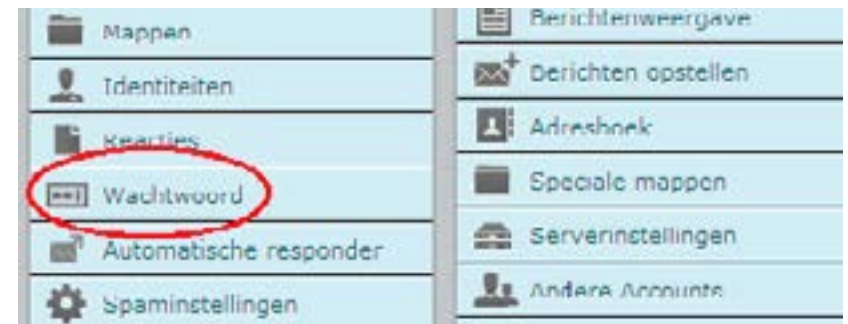 Mappen
Identiteiten
Reacties
Wachtwoord
Automatische responder
Spaminstellingen
Berichtenweergave
Berichten opstellen
Adresboek
Speciale mappen
Serverinstellingen
Andere Accounts